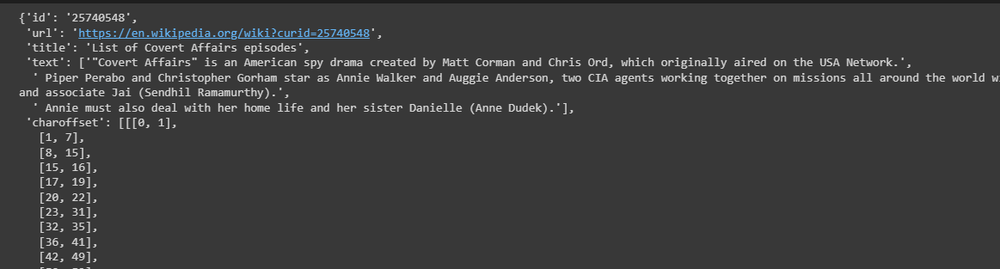 {'id': '25740548',
'url': 'https://en.wikipedia.org/wiki?curid=25740548',
'title': 'List of Covert Affairs episodes',
'text': ['"Covert Affairs" is an American spy drama created by Matt Corman and Chris Ord, which originally aired on the USA Network.',
' Piper Perabo and Christopher Gorham star as Annie Walker and Auggie Anderson, two CIA agents working together on missions all around the world
and associate Jai (Sendhil Ramamurthy).',
' Annie must also deal with her home life and her sister Danielle (Anne Dudek).'],
'charoffset': [[[0, 1],
[1, 7],
[8, 15],
[15, 16],
[17, 19],
[20, 22],
[23, 31],
[32, 35],
[36, 41],
[42, 49],